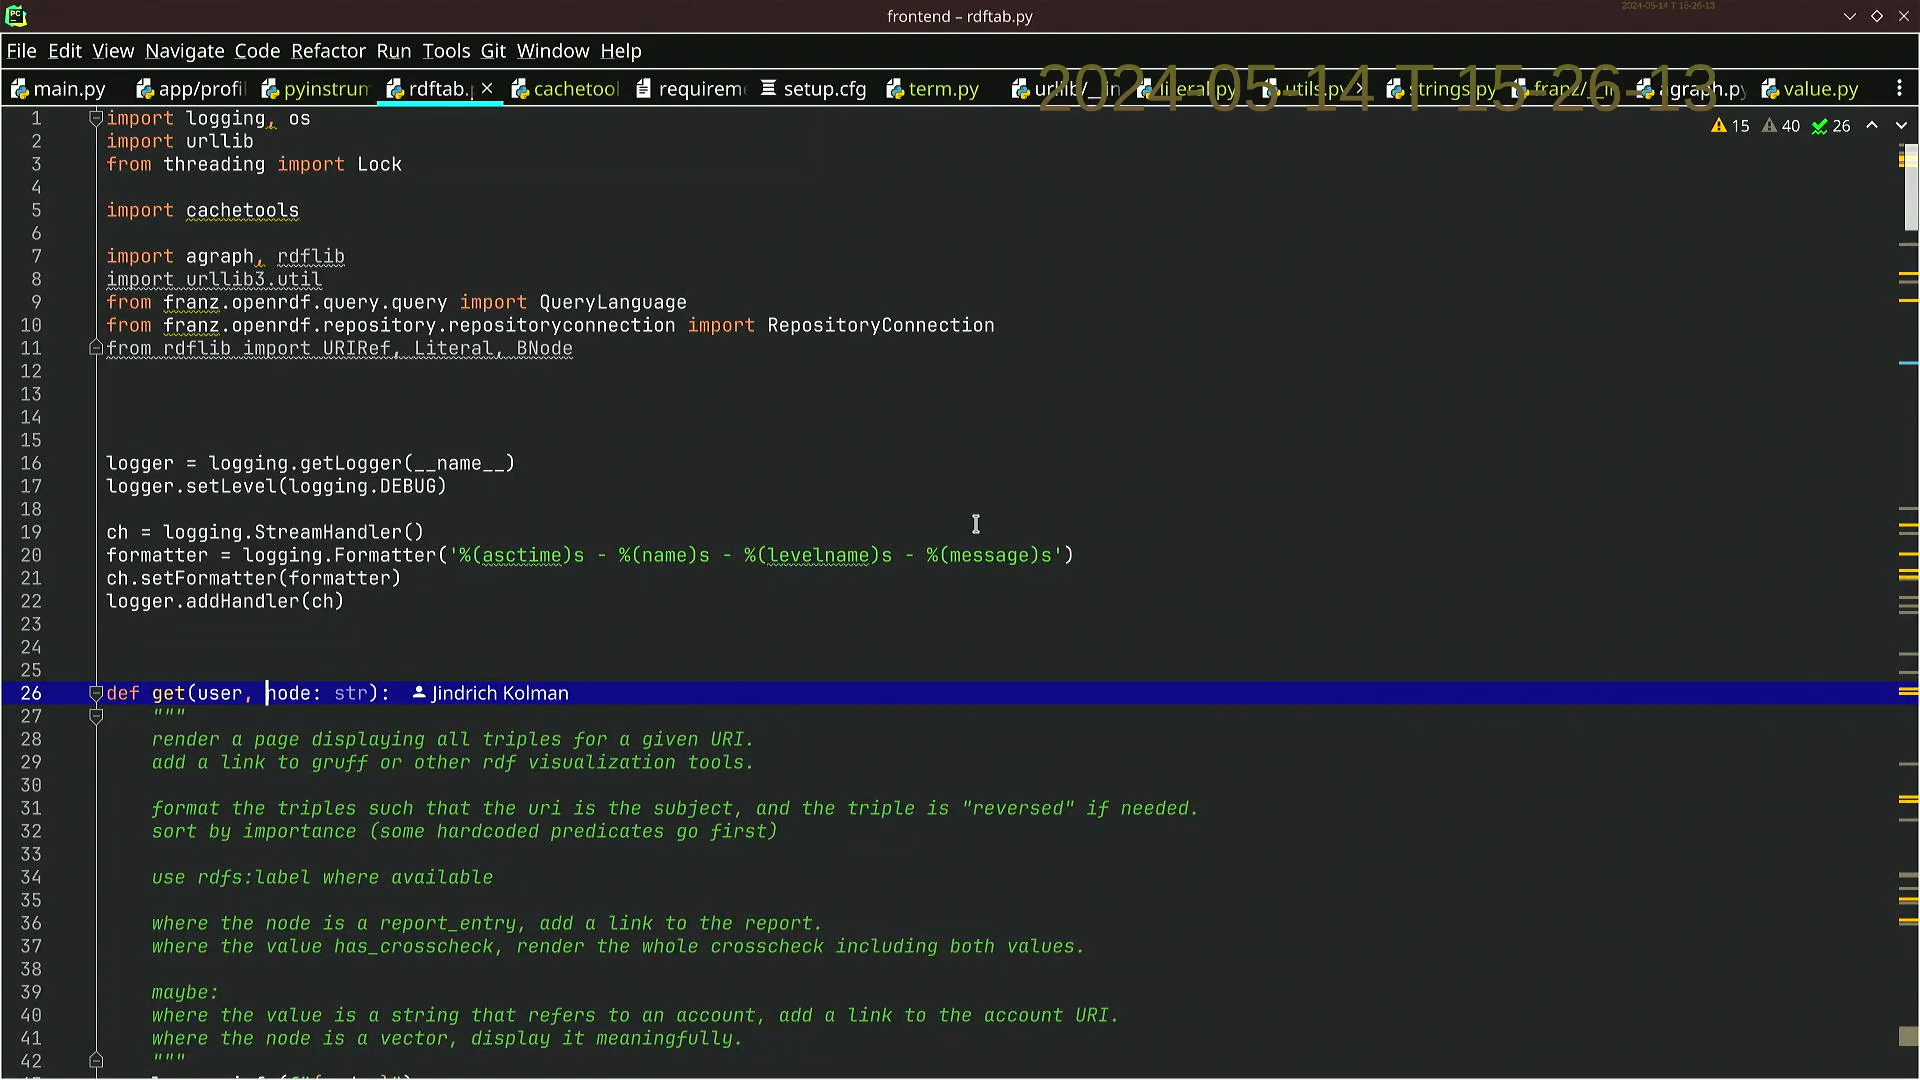 2024-05-14 T 15-26-13
frontend – rdftab.py
File Edit View Navigate Code Refactor Run Tools Git Window Help
main.py app/profi pyinstrun rdftab. cachetool requirem setup.cfg term.py urllib/ in literal.py utils.py strings.py franz/ agraph.py value.py
2024-05-14 T 15-26-13
15 40 26
1 import logging, os
2 import urllib
3 from threading import Lock
4
5 import cachetools
6
7 import agraph, rdflib
8 import urllib3.util
9 from franz.openrdf.query.query import QueryLanguage
10 from franz.openrdf.repository.repositoryconnection import RepositoryConnection
11 from rdflib import URIRef, Literal, BNode
12
13
14
15
16 logger = logging.getLogger(__name__)
17 logger.setLevel(logging.DEBUG)
18
19 ch = logging.StreamHandler()
20 formatter = logging.Formatter('%(asctime)s - %(name)s - %(levelname)s - %(message)s')
21 ch.setFormatter(formatter)
22 logger.addHandler(ch)
23
24
25
26 def get(user, node: str): Jindrich Kolman
27 """
28 render a page displaying all triples for a given URI.
29 add a link to gruff or other rdf visualization tools.
30
31 format the triples such that the uri is the subject, and the triple is "reversed" if needed.
32 sort by importance (some hardcoded predicates go first)
33
34 use rdfs:label where available
35
36 where the node is a report_entry, add a link to the report.
37 where the value has_crosscheck, render the whole crosscheck including both values.
38
39 maybe:
40 where the value is a string that refers to an account, add a link to the account URI.
41 where the node is a vector, display it meaningfully.
42 """